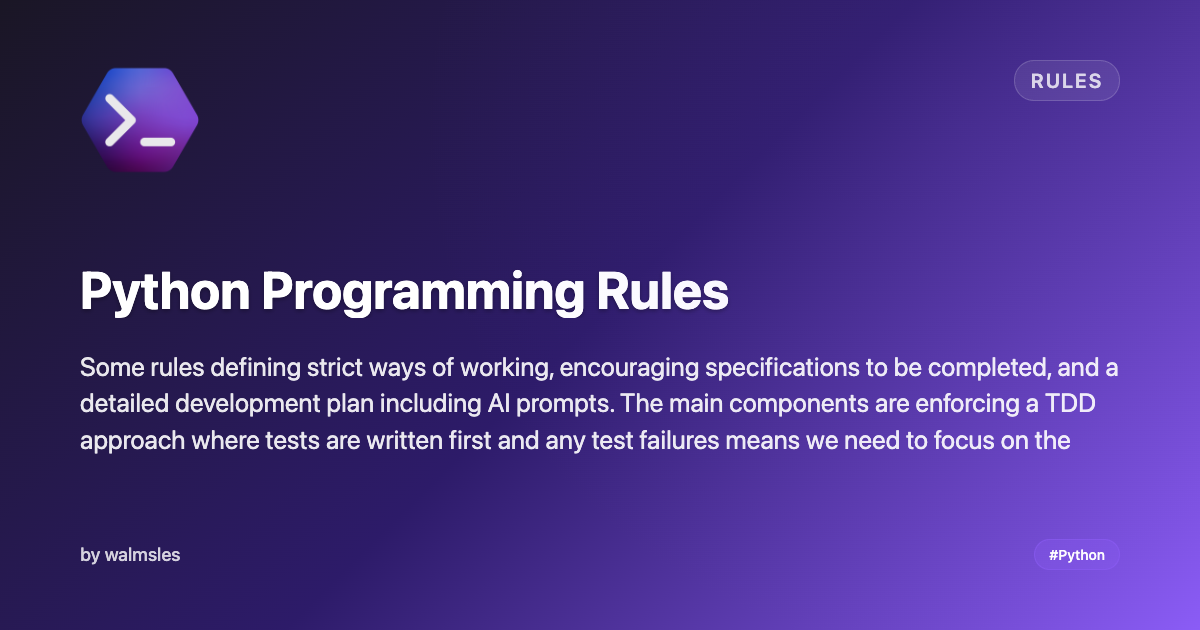 RULES
Python Programming Rules
Some rules defining strict ways of working, encouraging specifications to be completed, and a
detailed development plan including AI prompts. The main components are enforcing a TDD
approach where tests are written first and any test failures means we need to focus on the
by walmsles
#Python